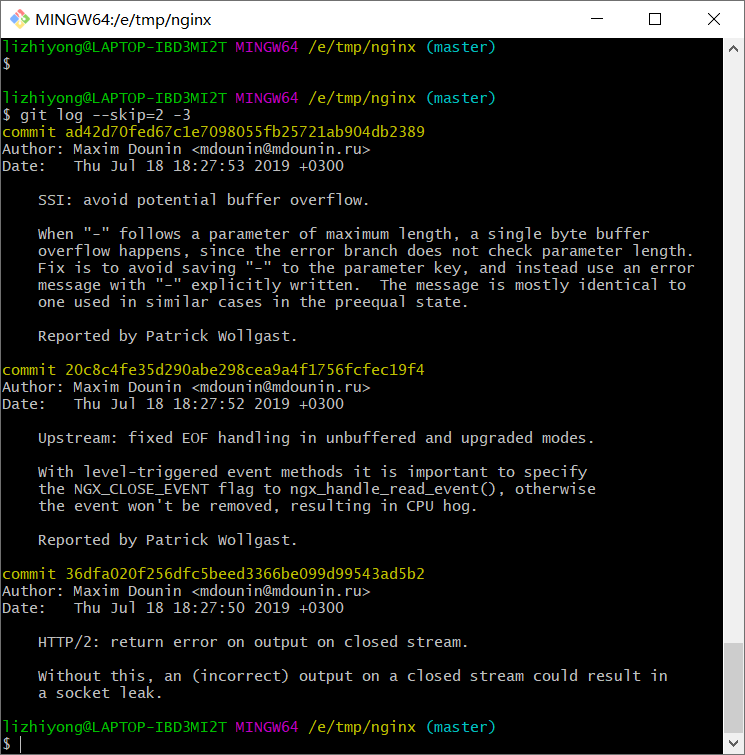 MINGW64:/e/tmp/nginx
lizhiyong@LAPTOP-IBD3MI2T MINGW64 /e/tmp/nginx (master)
$
lizhiyong@LAPTOP-IBD3MI2T MINGW64 /e/tmp/nginx (master)
$ git log --skip=2 -3
commit ad42d70fed67c1e7098055fb25721ab904db2389
Author: Maxim Dounin <mdounin@mdounin.ru>
Date:   Thu Jul 18 18:27:53 2019 +0300
    SSI: avoid potential buffer overflow.
    When "-" follows a parameter of maximum length, a single byte buffer
    overflow happens, since the error branch does not check parameter length.
    Fix is to avoid saving "-" to the parameter key, and instead use an error
    message with "-" explicitly written.  The message is mostly identical to
    one used in similar cases in the preequal state.
    Reported by Patrick Wollgast.
commit 20c8c4fe35d290abe298cea9a4f1756fcfec19f4
Author: Maxim Dounin <mdounin@mdounin.ru>
Date:   Thu Jul 18 18:27:52 2019 +0300
    Upstream: fixed EOF handling in unbuffered and upgraded modes.
    With level-triggered event methods it is important to specify
    the NGX_CLOSE_EVENT flag to ngx_handle_read_event(), otherwise
    the event won't be removed, resulting in CPU hog.
    Reported by Patrick Wollgast.
commit 36dfa020f256dfc5beed3366be099d99543ad5b2
Author: Maxim Dounin <mdounin@mdounin.ru>
Date:   Thu Jul 18 18:27:50 2019 +0300
    HTTP/2: return error on output on closed stream.
    Without this, an (incorrect) output on a closed stream could result in
    a socket leak.
lizhiyong@LAPTOP-IBD3MI2T MINGW64 /e/tmp/nginx (master)
$